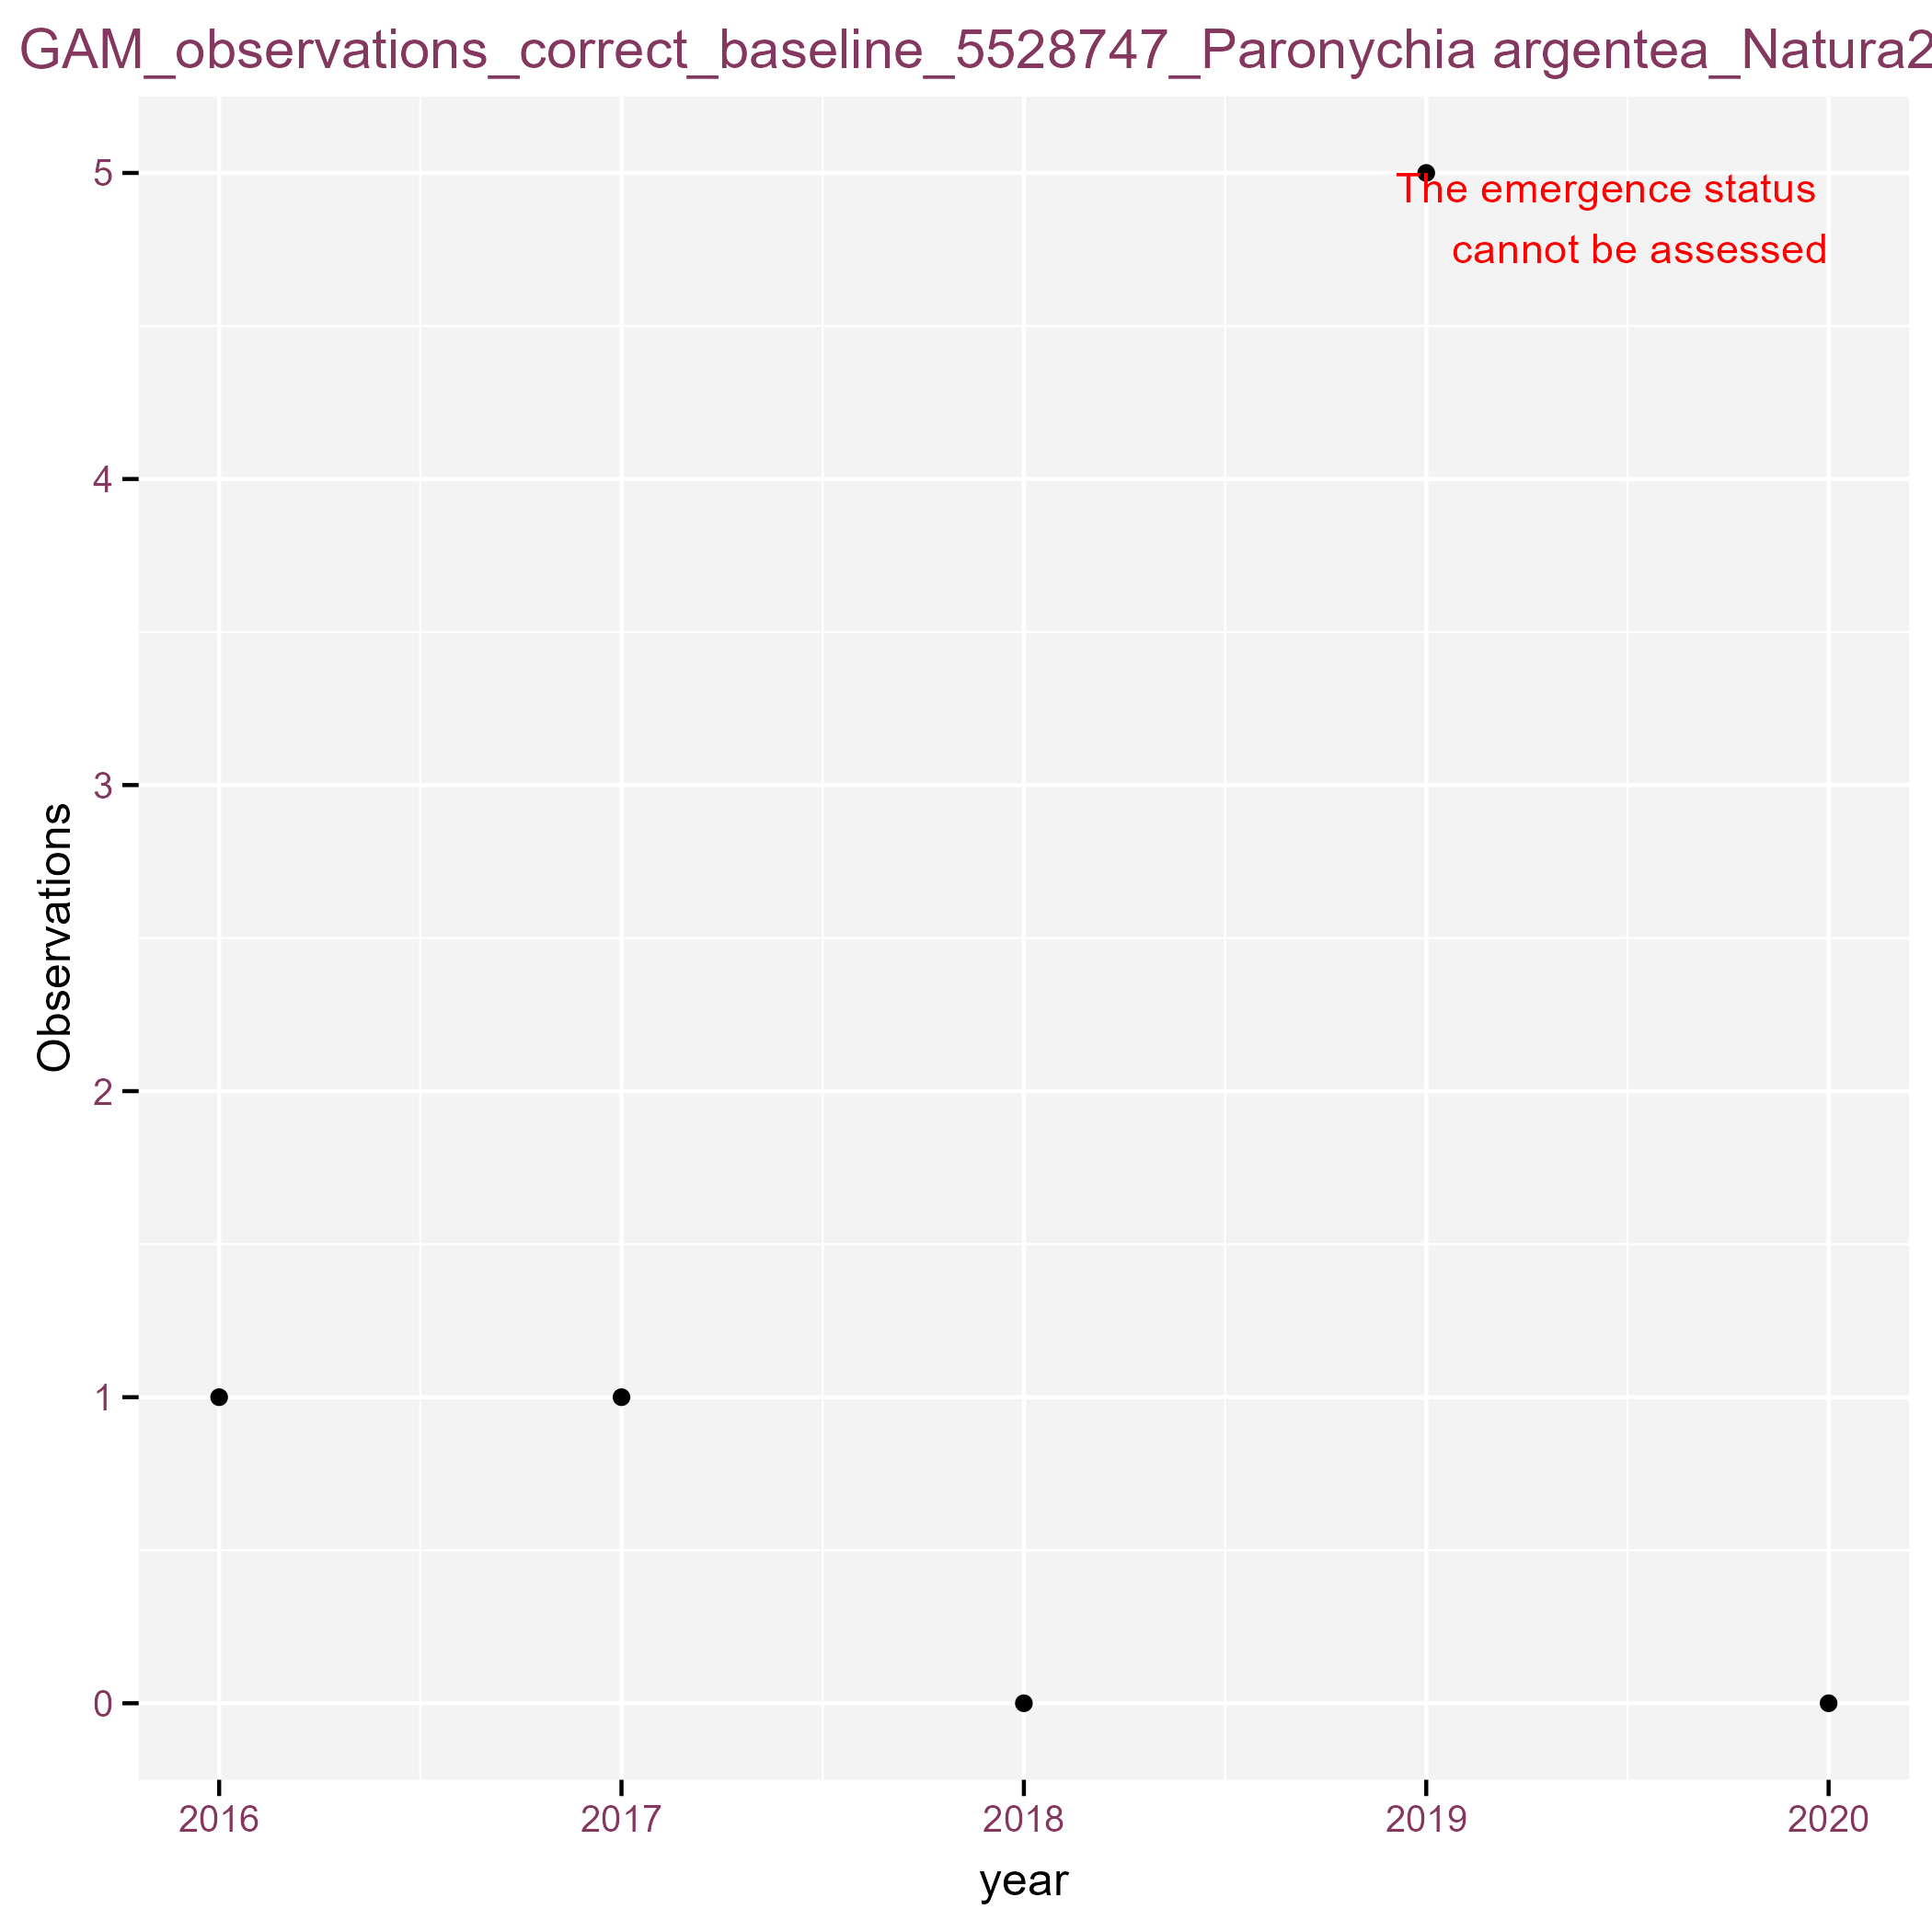 GAM_observations_correct_baseline_5528747_Paronychia argentea_Natura2
5
The emergence status
cannot be assessed
4
3
Observations
2
1
0
2016 2017 2018 2019 2020
year